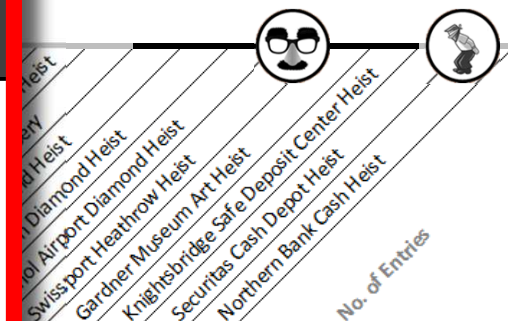 Heist
d Heist
Diamond Heist
ol Airport Diamond Heist
Swissport Heathrow Heist
Gardner Museum Art Heist
Knightsbridge Safe Deposit Center Heist
Securitas Cash Depot Heist
Northern Bank Cash Heist
No. of Entries